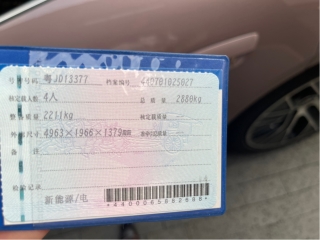 号牌号码 粤JD13377 档案编号
核定载人数 4人 总质量 2880kg
整备质量 2211kg
外廓尺寸 4963×1966×1379mm
检验记录
新能源/电